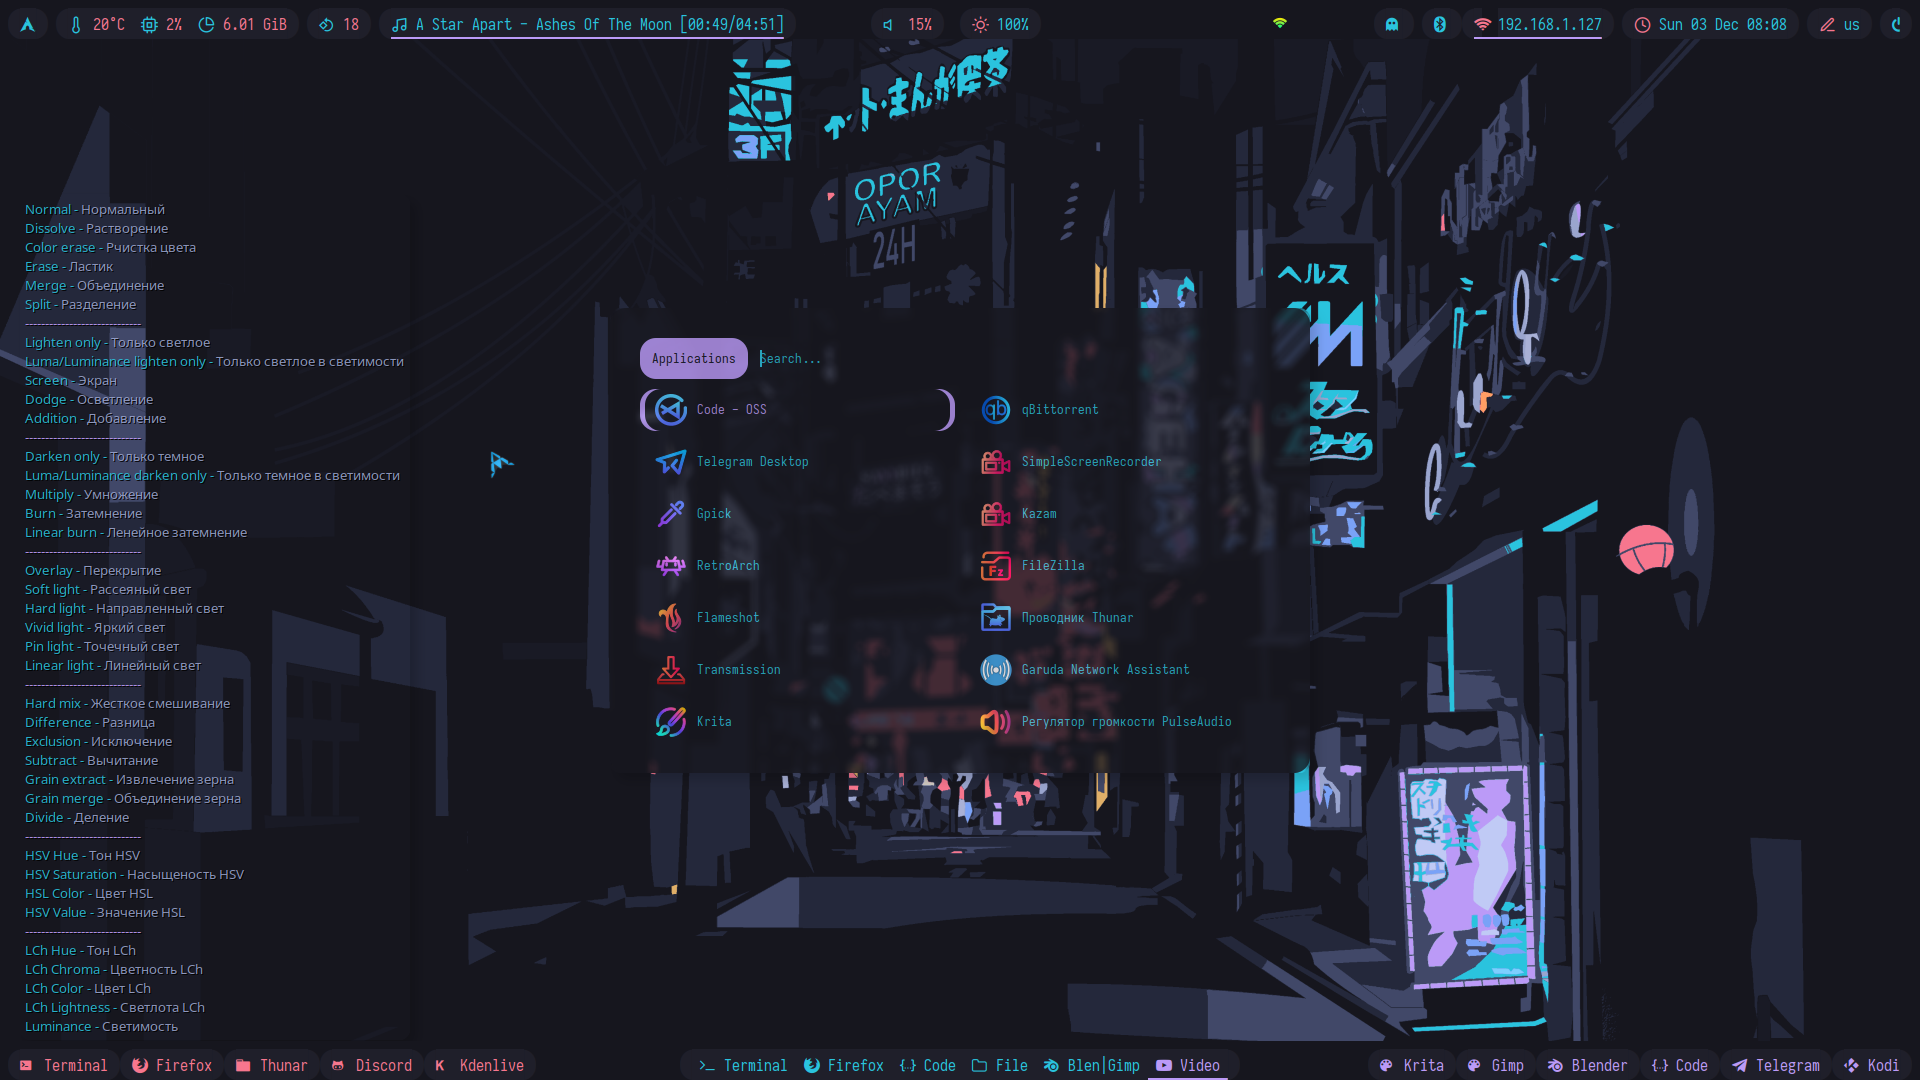 20°C 2% 6.01 GiB 18 A Star Apart - Ashes Of The Moon [00:49/04:51] 15% 100% 192.168.1.127 Sun 03 Dec 08:08 us
OPOR
AYAM
24H
ヘルス
Normal - Нормальный
Dissolve - Растворение
Color erase - Рчистка цвета
Erase - Ластик
Merge - Объединение
Split - Разделение
-----------------------------
Lighten only - Только светлое
Luma/Luminance lighten only - Только светлое в светимости
Screen - Экран
Dodge - Осветление
Addition - Добавление
-----------------------------
Darken only - Только темное
Luma/Luminance darken only - Только темное в светимости
Multiply - Умножение
Burn - Затемнение
Linear burn - Ленейное затемнение
-----------------------------
Overlay - Перекрытие
Soft light - Рассеяный свет
Hard light - Направленный свет
Vivid light - Яркий свет
Pin light - Точечный свет
Linear light - Линейный свет
-----------------------------
Hard mix - Жесткое смешивание
Difference - Разница
Exclusion - Исключение
Subtract - Вычитание
Grain extract - Извлечение зерна
Grain merge - Объединение зерна
Divide - Деление
-----------------------------
HSV Hue - Тон HSV
HSV Saturation - Насыщеность HSV
HSL Color - Цвет HSL
HSV Value - Значение HSL
-----------------------------
LCh Hue - Тон LCh
LCh Chroma - Цветность LCh
LCh Color - Цвет LCh
LCh Lightness - Светлота LCh
Luminance - Светимость
Applications Search...
Code - OSS
Telegram Desktop
Gpick
RetroArch
Flameshot
Transmission
Krita
qBittorrent
SimpleScreenRecorder
Kazam
FileZilla
Проводник Thunar
Garuda Network Assistant
Регулятор громкости PulseAudio
Terminal Firefox Thunar Discord Kdenlive Terminal Firefox Code File Blen|Gimp Video Krita Gimp Blender Code Telegram Kodi